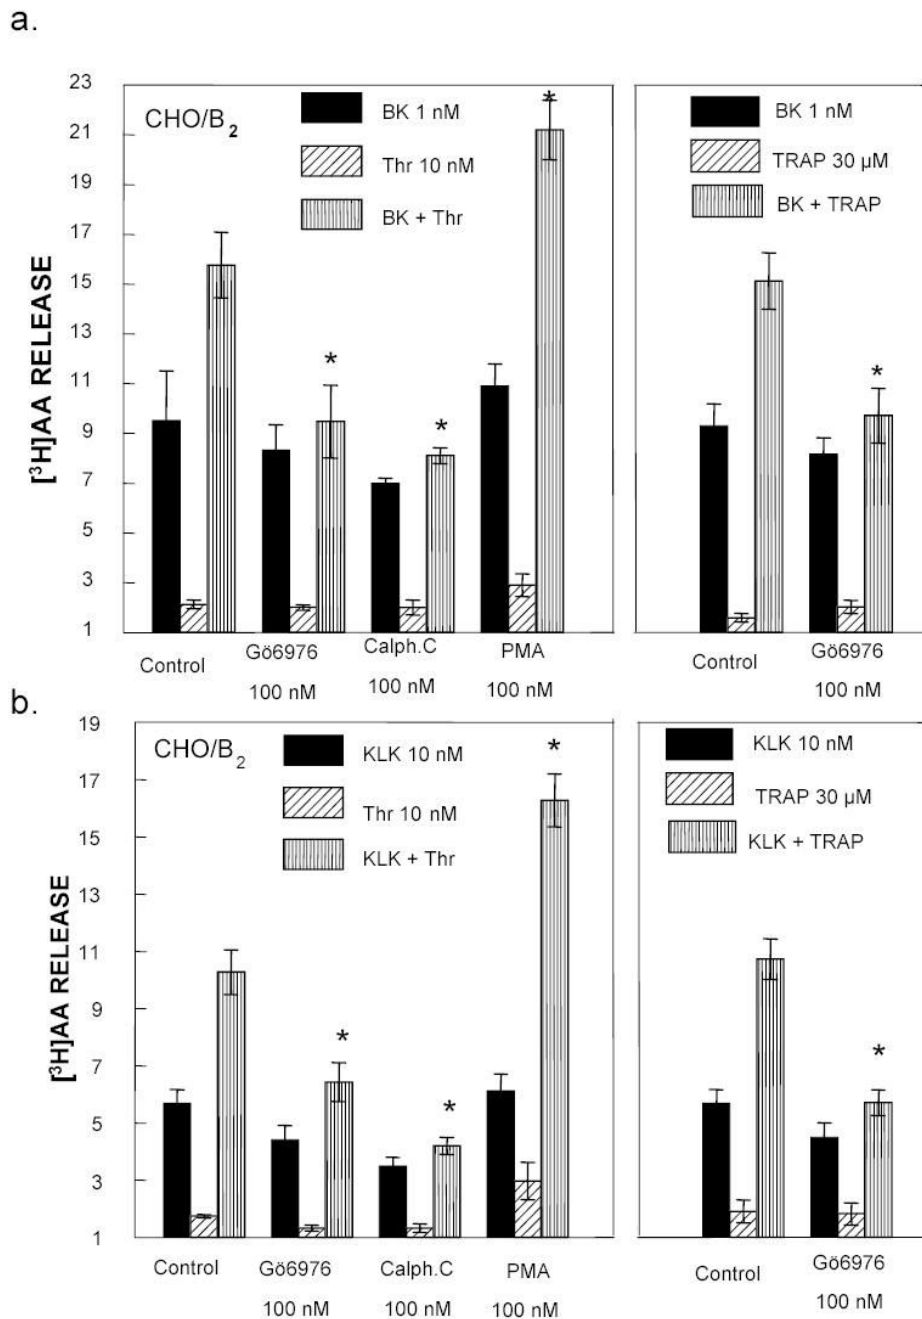 a.
CHO/B₂
BK 1 nM
Thr 10 nM
BK + Thr
BK 1 nM
TRAP 30 µM
BK + TRAP
[³H]AA RELEASE
23
21
17
15
11
9
7
5
3
1
*
*
*
*
Control
Gö6976
100 nM
Calph.C
100 nM
PMA
100 nM
Control
Gö6976
100 nM
b.
CHO/B₂
KLK 10 nM
Thr 10 nM
KLK + Thr
KLK 10 nM
TRAP 30 µM
KLK + TRAP
[³H]AA RELEASE
19
17
15
13
11
9
7
5
3
1
*
*
*
*
Control
Gö6976
100 nM
Calph.C
100 nM
PMA
100 nM
Control
Gö6976
100 nM